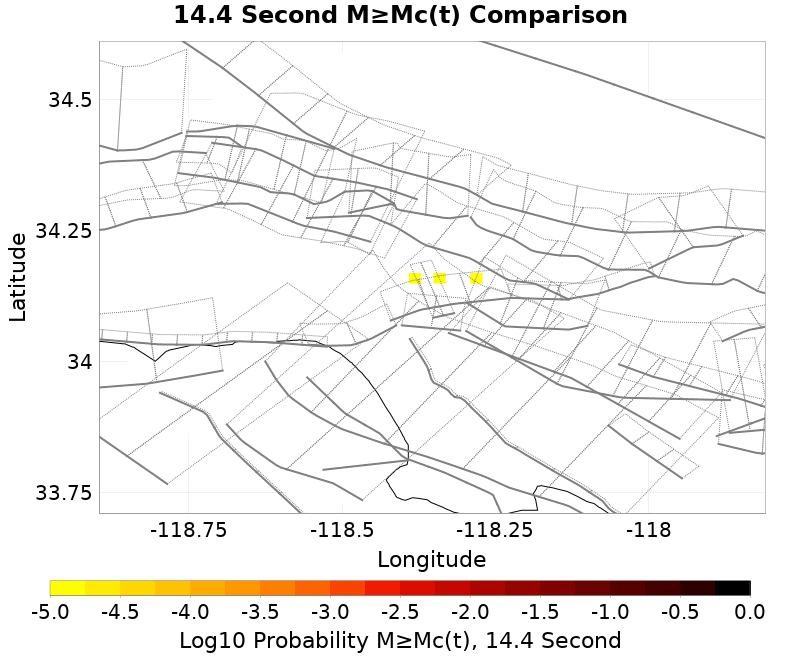 14.4 Second M≥Mc(t) Comparison
34.5
34.25
34
33.75
Latitude
-118.75 -118.5 -118.25 -118
Longitude
-5.0 -4.5 -4.0 -3.5 -3.0 -2.5 -2.0 -1.5 -1.0 -0.5 0.0
Log10 Probability M≥Mc(t), 14.4 Second